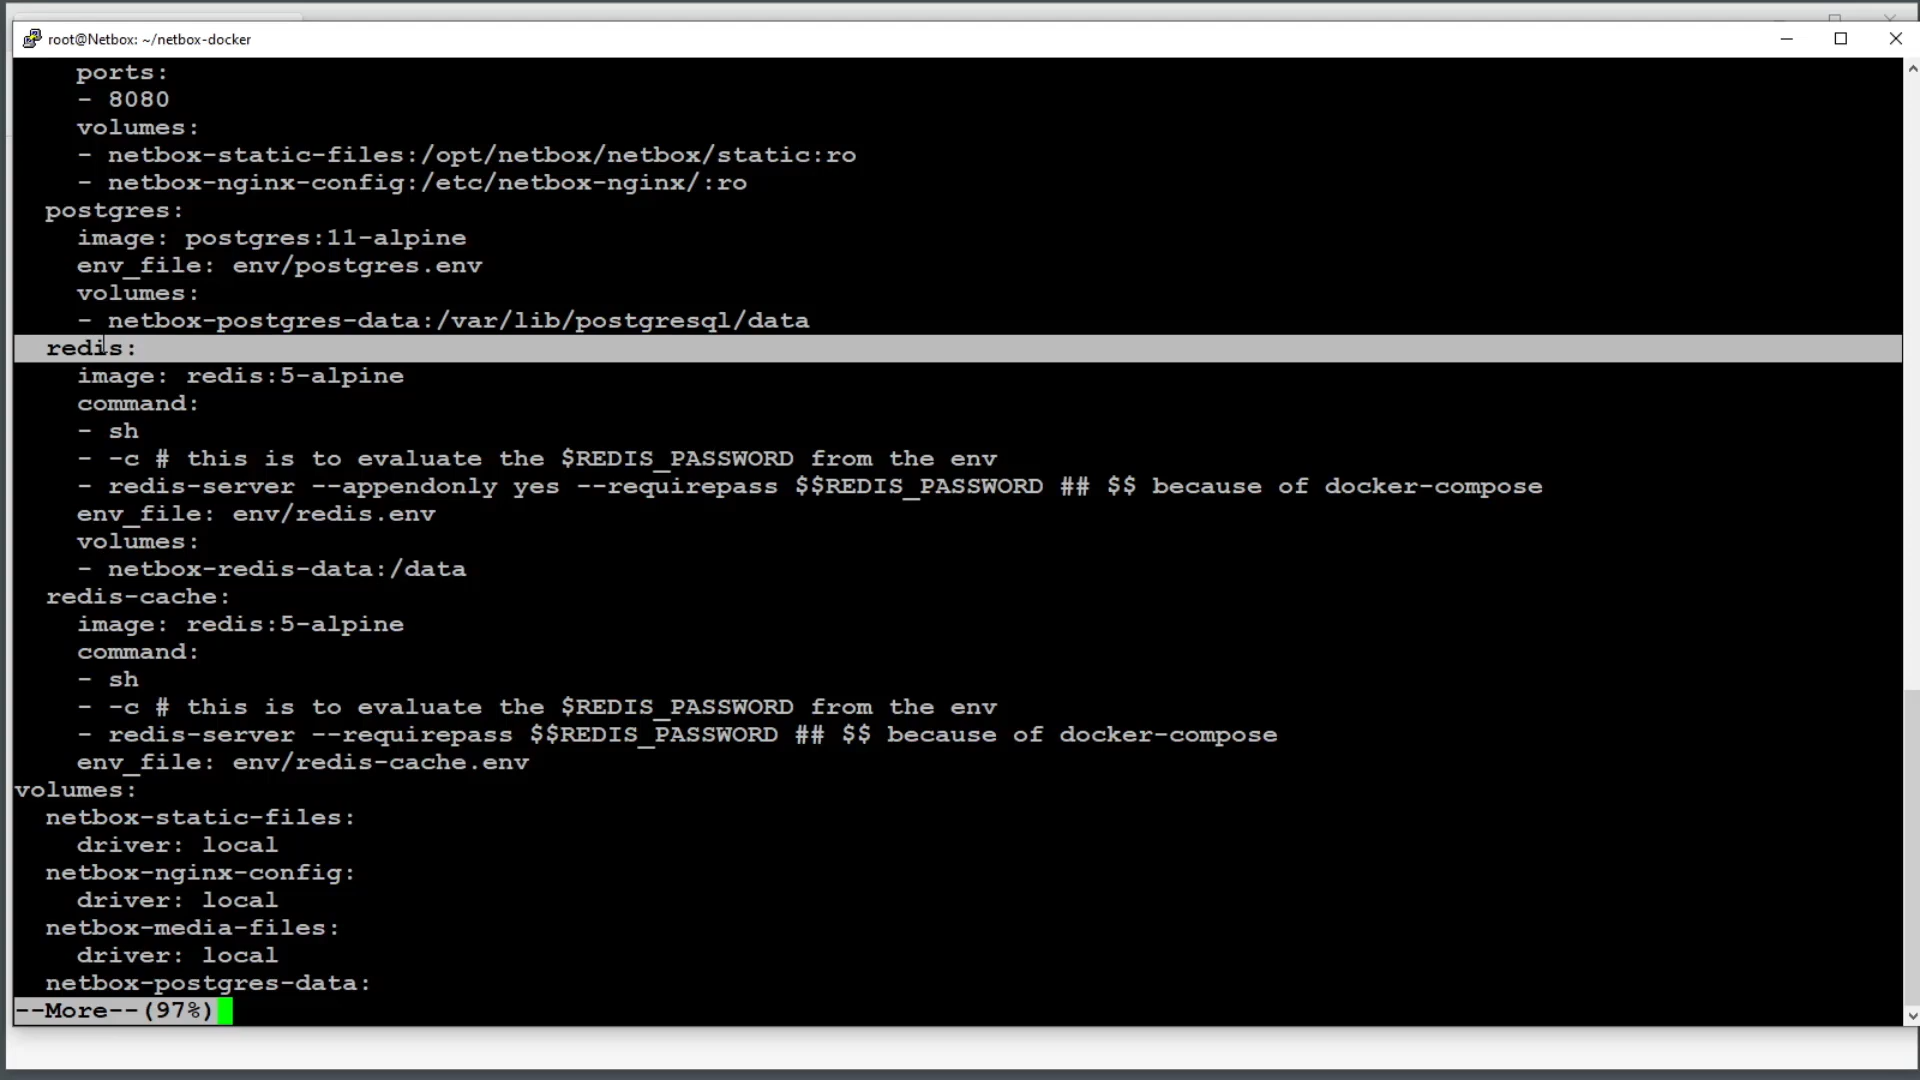 root@Netbox: ~/netbox-docker
ports:
- 8080
volumes:
- netbox-static-files:/opt/netbox/netbox/static:ro
- netbox-nginx-config:/etc/netbox-nginx/:ro
postgres:
image: postgres:11-alpine
env_file: env/postgres.env
volumes:
- netbox-postgres-data:/var/lib/postgresql/data
redis:
image: redis:5-alpine
command:
- sh
- -c # this is to evaluate the $REDIS_PASSWORD from the env
- redis-server --appendonly yes --requirepass $$REDIS_PASSWORD ## $$ because of docker-compose
env_file: env/redis.env
volumes:
- netbox-redis-data:/data
redis-cache:
image: redis:5-alpine
command:
- sh
- -c # this is to evaluate the $REDIS_PASSWORD from the env
- redis-server --requirepass $$REDIS_PASSWORD ## $$ because of docker-compose
env_file: env/redis-cache.env
volumes:
netbox-static-files:
driver: local
netbox-nginx-config:
driver: local
netbox-media-files:
driver: local
netbox-postgres-data:
--More--(97%)